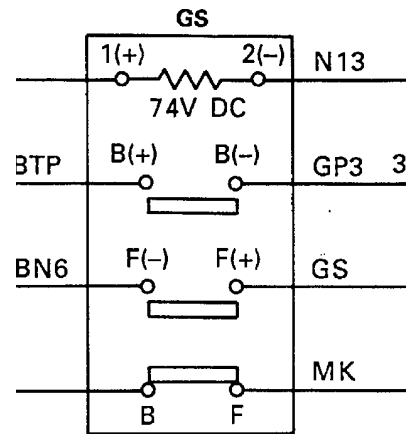 GS
1(+) 2(–) N13
74V DC
BTP B(+) B(–) GP3 3
BN6 F(–) F(+) GS
MK
B F